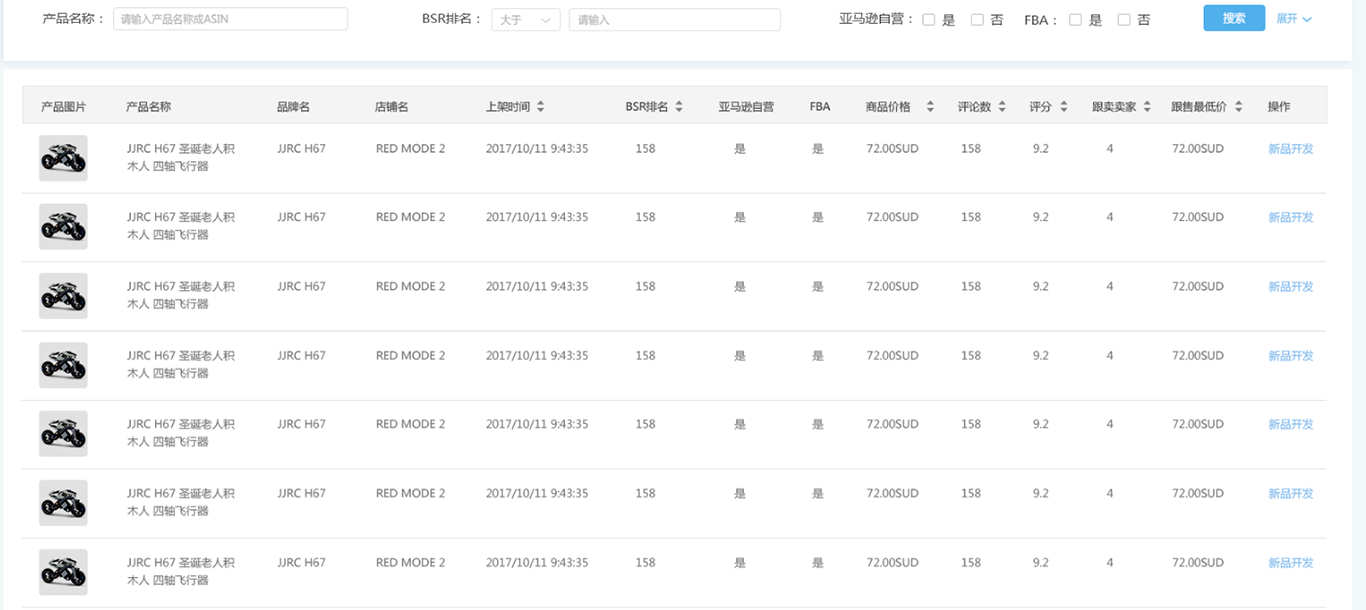 产品名称： 请输入产品名称成ASIN BSR排名： 大于 请输入 亚马逊自营： 是 否 FBA： 是 否 搜索 展开
产品图片 产品名称 品牌名 店铺名 上架时间 BSR排名 亚马逊自营 FBA 商品价格 评论数 评分 跟卖卖家 跟售最低价 操作
JJRC H67 圣诞老人积 JJRC H67 RED MODE 2 2017/10/11 9:43:35 158 是 是 72.00SUD 158 9.2 4 72.00SUD 新品开发
木人 四轴飞行器
JJRC H67 圣诞老人积 JJRC H67 RED MODE 2 2017/10/11 9:43:35 158 是 是 72.00SUD 158 9.2 4 72.00SUD 新品开发
木人 四轴飞行器
JJRC H67 圣诞老人积 JJRC H67 RED MODE 2 2017/10/11 9:43:35 158 是 是 72.00SUD 158 9.2 4 72.00SUD 新品开发
木人 四轴飞行器
JJRC H67 圣诞老人积 JJRC H67 RED MODE 2 2017/10/11 9:43:35 158 是 是 72.00SUD 158 9.2 4 72.00SUD 新品开发
木人 四轴飞行器
JJRC H67 圣诞老人积 JJRC H67 RED MODE 2 2017/10/11 9:43:35 158 是 是 72.00SUD 158 9.2 4 72.00SUD 新品开发
木人 四轴飞行器
JJRC H67 圣诞老人积 JJRC H67 RED MODE 2 2017/10/11 9:43:35 158 是 是 72.00SUD 158 9.2 4 72.00SUD 新品开发
木人 四轴飞行器
JJRC H67 圣诞老人积 JJRC H67 RED MODE 2 2017/10/11 9:43:35 158 是 是 72.00SUD 158 9.2 4 72.00SUD 新品开发
木人 四轴飞行器